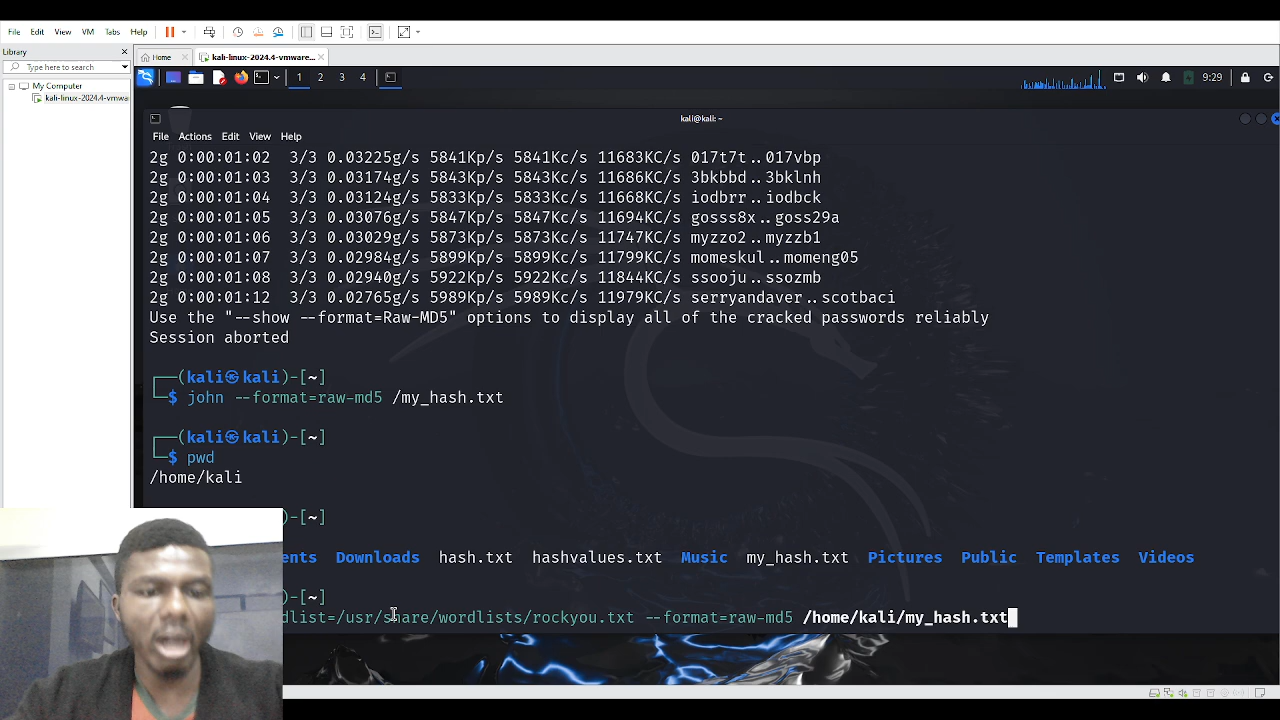 File Edit View VM Tabs Help
Library
Type here to search
My Computer
kali-linux-2024.4-vmwa
Home
kali-linux-2024.4-vmware...
1 2 3 4
9:29
kali@kali: ~
File Actions Edit View Help
2g 0:00:01:02 3/3 0.03225g/s 5841Kp/s 5841Kc/s 11683KC/s 017t7t..017vbp
2g 0:00:01:03 3/3 0.03174g/s 5843Kp/s 5843Kc/s 11686KC/s 3bkbbd..3bklnh
2g 0:00:01:04 3/3 0.03124g/s 5833Kp/s 5833Kc/s 11668KC/s iodbrr..iodbck
2g 0:00:01:05 3/3 0.03076g/s 5847Kp/s 5847Kc/s 11694KC/s gosss8x..goss29a
2g 0:00:01:06 3/3 0.03029g/s 5873Kp/s 5873Kc/s 11747KC/s myzzo2..myzzb1
2g 0:00:01:07 3/3 0.02984g/s 5899Kp/s 5899Kc/s 11799KC/s momeskul..momeng05
2g 0:00:01:08 3/3 0.02940g/s 5922Kp/s 5922Kc/s 11844KC/s ssooju..ssozmb
2g 0:00:01:12 3/3 0.02765g/s 5989Kp/s 5989Kc/s 11979KC/s serryandaver..scotbaci
Use the "--show --format=Raw-MD5" options to display all of the cracked passwords reliably
Session aborted
(kali㉿kali)-[~]
$ john --format=raw-md5 /my_hash.txt
(kali㉿kali)-[~]
$ pwd
/home/kali
)-[~]
ents Downloads hash.txt hashvalues.txt Music my_hash.txt Pictures Public Templates Videos
)-[~]
dlist=/usr/share/wordlists/rockyou.txt --format=raw-md5 /home/kali/my_hash.txt